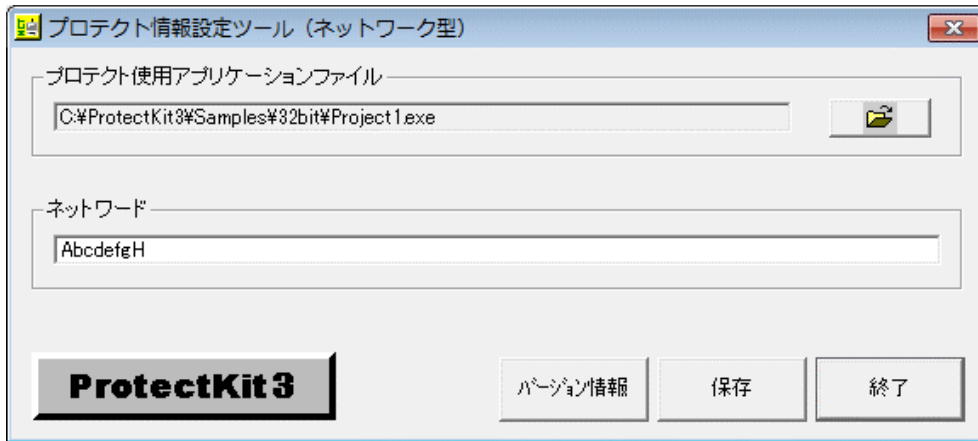 プロテクト情報設定ツール（ネットワーク型）
プロテクト使用アプリケーションファイル
C:¥ProtectKit3¥Samples¥32bit¥Project1.exe
ネットワード
AbcdefgH
ProtectKit3
バージョン情報 保存 終了